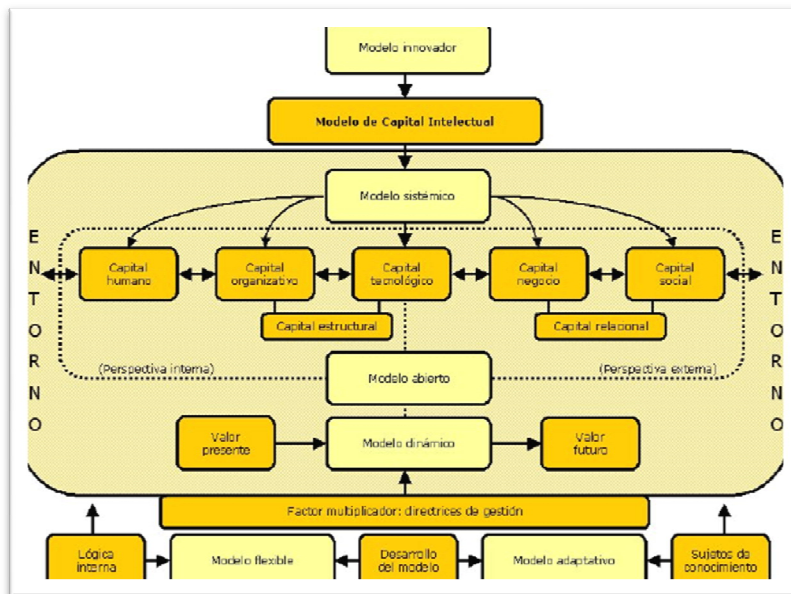 Modelo innovador
Modelo de Capital Intelectual
Modelo sistémico
ENTORNO
Capital
humano
Capital
organizativo
Capital
tecnológico
Capital
negocio
Capital
social
ENTORNO
Capital estructural
Capital relacional
(Perspectiva interna)
Modelo abierto
(Perspectiva externa)
Valor
presente
Modelo dinámico
Valor
futuro
Factor multiplicador: directrices de gestión
Lógica
interna
Modelo flexible
Desarrollo
del modelo
Modelo adaptativo
Sujetos de
conocimiento